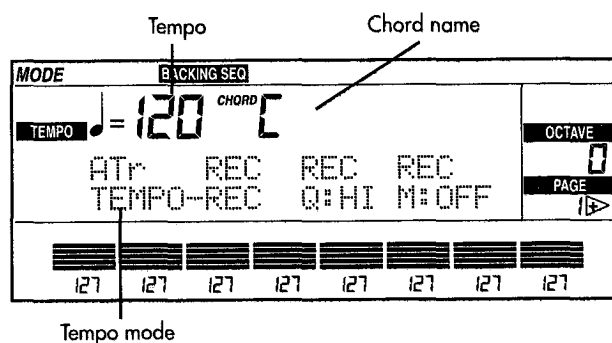 Tempo Chord name
MODE BACKING SEQ
TEMPO ♩=120 CHORD C OCTAVE
0
ATr REC REC REC PAGE
TEMPO-REC Q:HI M:OFF 1+
127 127 127 127 127 127 127 127
Tempo mode